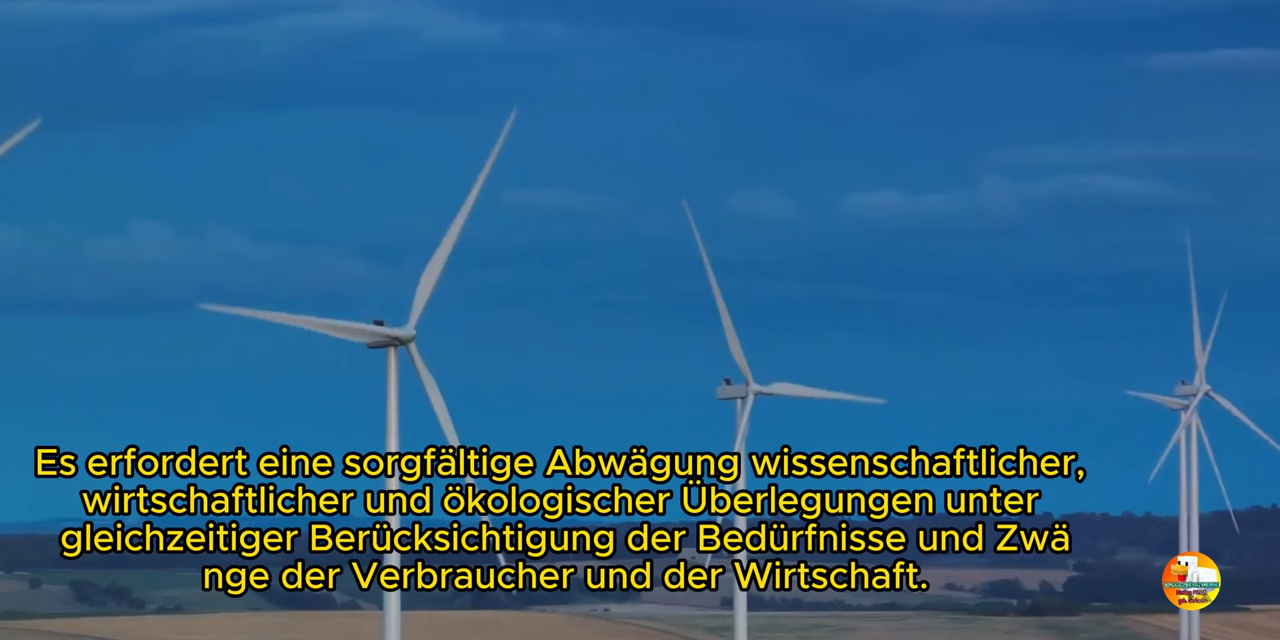 Es erfordert eine sorgfältige Abwägung wissenschaftlicher,
wirtschaftlicher und ökologischer Überlegungen unter
gleichzeitiger Berücksichtigung der Bedürfnisse und Zwä
nge der Verbraucher und der Wirtschaft.